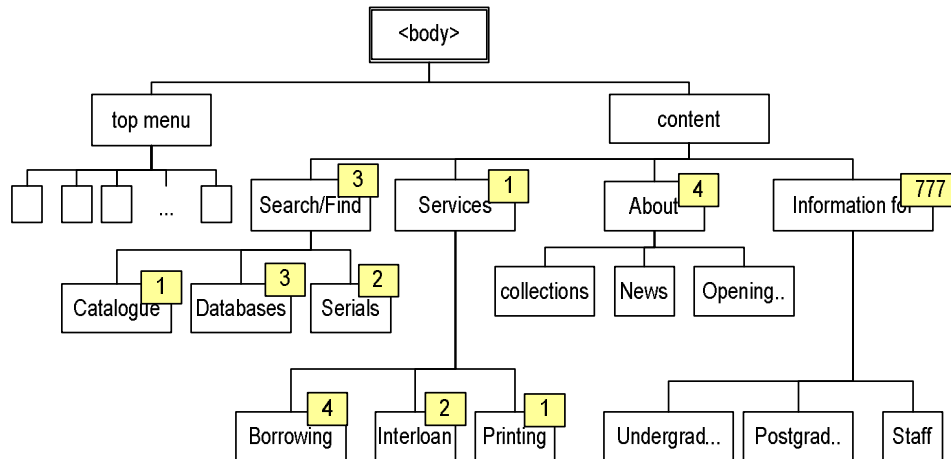 <body>
top menu
content
...
3
Search/Find
1
Services
4
About
777
Information for
1
Catalogue
3
Databases
2
Serials
collections
News
Opening..
4
Borrowing
2
Interloan
1
Printing
Undergrad...
Postgrad..
Staff